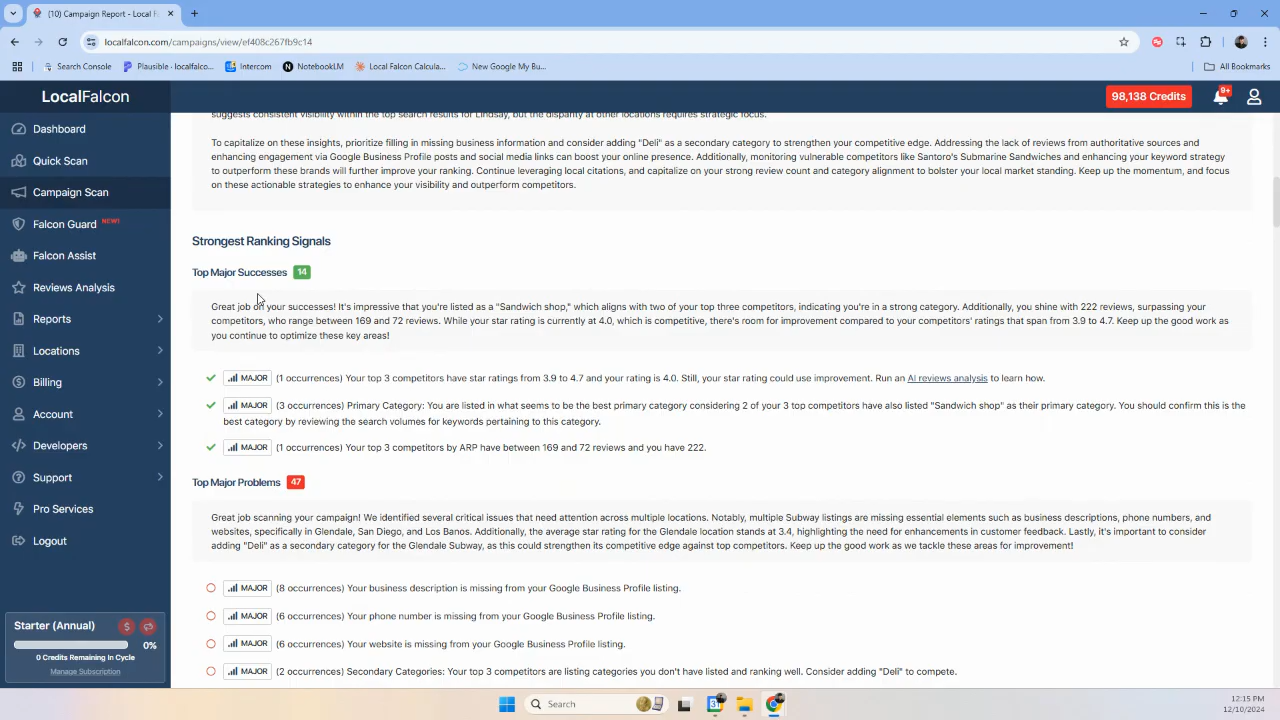 (10) Campaign Report - Loc
localfalcon.com/campaigns/view/ef408c267fb9c14
Search Console
Plausible - localfalco...
Intercom
NotebookLM
Local Falcon Calcula...
New Google My Bu...
All Bookmarks
LocalFalcon
98,138 Credits
9+
Dashboard
Quick Scan
Campaign Scan
Falcon Guard NEW!
Falcon Assist
Reviews Analysis
Reports
Locations
Billing
Account
Developers
Support
Pro Services
Logout
Starter (Annual)
0%
0 Credits Remaining In Cycle
Manage Subscription
suggests consistent visibility within the top search results for Lindsay, but the disparity at other locations requires strategic focus.
To capitalize on these insights, prioritize filling in missing business information and consider adding "Deli" as a secondary category to strengthen your competitive edge. Addressing the lack of reviews from authoritative sources and
enhancing engagement via Google Business Profile posts and social media links can boost your online presence. Additionally, monitoring vulnerable competitors like Santoro's Submarine Sandwiches and enhancing your keyword strategy
to outperform these brands will further improve your ranking. Continue leveraging local citations, and capitalize on your strong review count and category alignment to bolster your local market standing. Keep up the momentum, and focus
on these actionable strategies to enhance your visibility and outperform competitors.
Strongest Ranking Signals
Top Major Successes 14
Great job on your successes! It's impressive that you're listed as a "Sandwich shop," which aligns with two of your top three competitors, indicating you're in a strong category. Additionally, you shine with 222 reviews, surpassing your
competitors, who range between 169 and 72 reviews. While your star rating is currently at 4.0, which is competitive, there's room for improvement compared to your competitors' ratings that span from 3.9 to 4.7. Keep up the good work as
you continue to optimize these key areas!
MAJOR (1 occurrences) Your top 3 competitors have star ratings from 3.9 to 4.7 and your rating is 4.0. Still, your star rating could use improvement. Run an AI reviews analysis to learn how.
MAJOR (3 occurrences) Primary Category: You are listed in what seems to be the best primary category considering 2 of your 3 top competitors have also listed "Sandwich shop" as their primary category. You should confirm this is the
best category by reviewing the search volumes for keywords pertaining to this category.
MAJOR (1 occurrences) Your top 3 competitors by ARP have between 169 and 72 reviews and you have 222.
Top Major Problems 47
Great job scanning your campaign! We identified several critical issues that need attention across multiple locations. Notably, multiple Subway listings are missing essential elements such as business descriptions, phone numbers, and
websites, specifically in Glendale, San Diego, and Los Banos. Additionally, the average star rating for the Glendale location stands at 3.4, highlighting the need for enhancements in customer feedback. Lastly, it's important to consider
adding "Deli" as a secondary category for the Glendale Subway, as this could strengthen its competitive edge against top competitors. Keep up the good work as we tackle these areas for improvement!
MAJOR (8 occurrences) Your business description is missing from your Google Business Profile listing.
MAJOR (6 occurrences) Your phone number is missing from your Google Business Profile listing.
MAJOR (6 occurrences) Your website is missing from your Google Business Profile listing.
MAJOR (2 occurrences) Secondary Categories: Your top 3 competitors are listing categories you don't have listed and ranking well. Consider adding "Deli" to compete.
Search
12:15 PM
12/10/2024